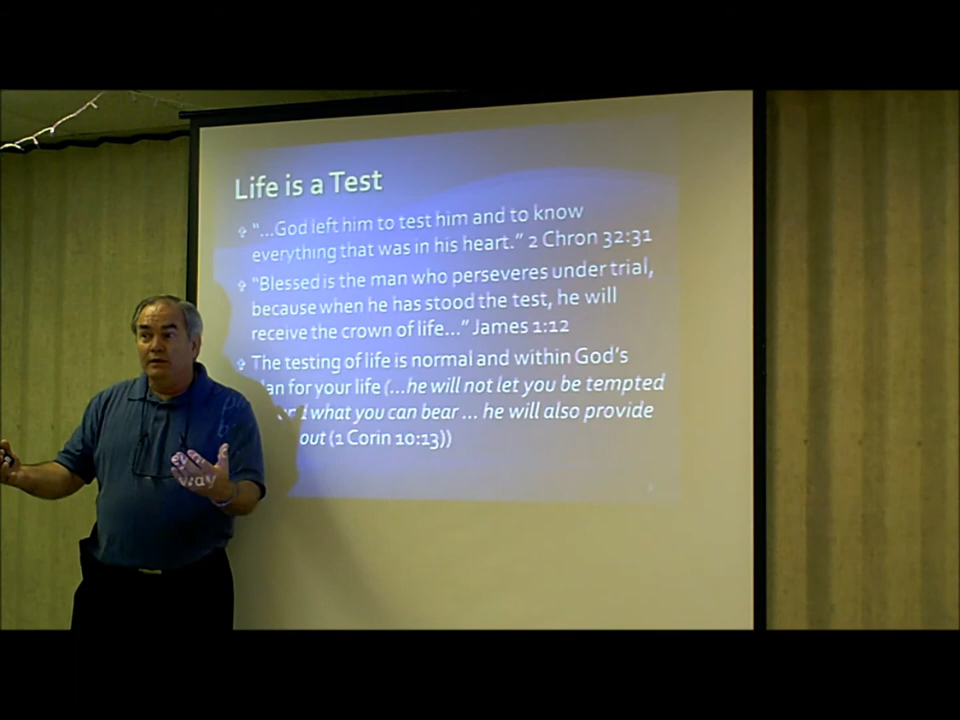 Life is a Test
"...God left him to test him and to know
everything that was in his heart." 2 Chron 32:31
"Blessed is the man who perseveres under trial,
because when he has stood the test, he will
receive the crown of life..." James 1:12
The testing of life is normal and within God's
for your life (...he will not let you be tempted
what you can bear ... he will also provide
way out (1 Corin 10:13))